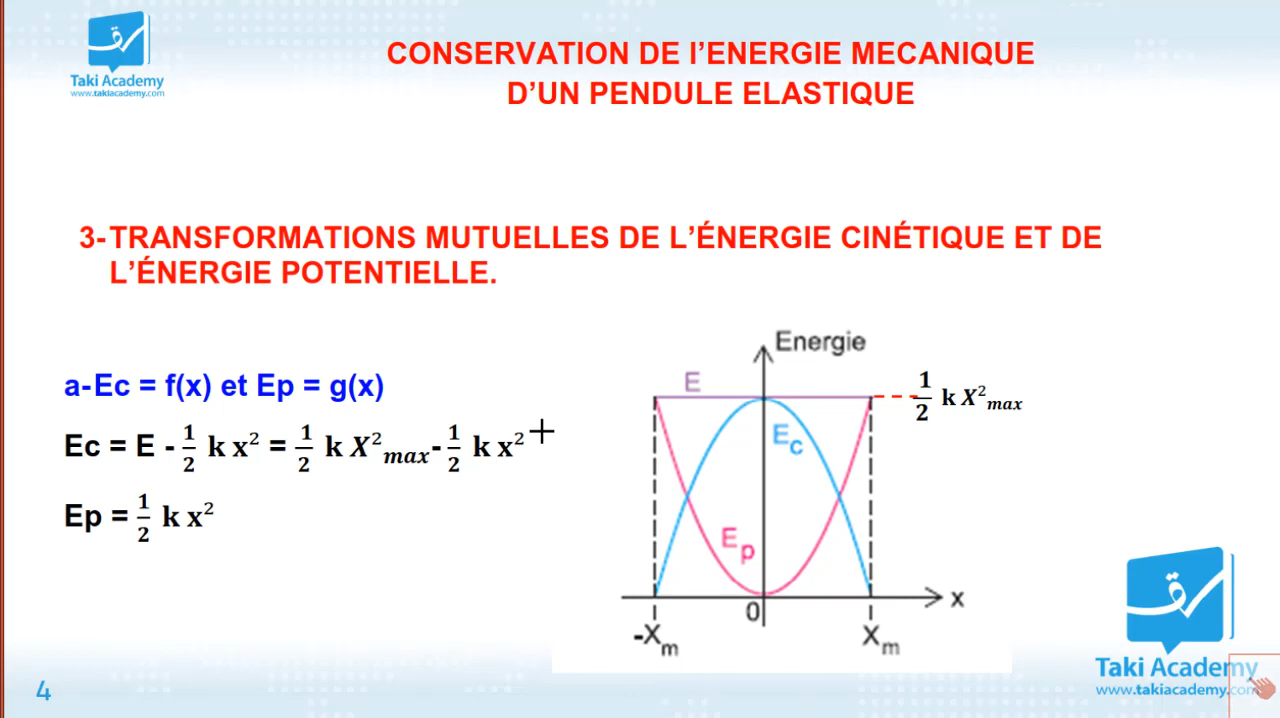 Taki Academy
www.takiacademy.com
CONSERVATION DE l’ENERGIE MECANIQUE
D’UN PENDULE ELASTIQUE
3- TRANSFORMATIONS MUTUELLES DE L’ÉNERGIE CINÉTIQUE ET DE
L’ÉNERGIE POTENTIELLE.
a- Ec = f(x) et Ep = g(x)
Ec = E - 1/2 k x² = 1/2 k X²max - 1/2 k x²
Ep = 1/2 k x²
Energie
E
1/2 k X²max
Ec
Ep
0
x
-Xm
Xm
4
Taki Academy
www.takiacademy.com